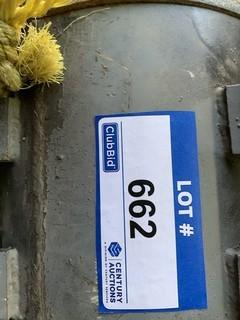 LOT #
662
ClubBid
CENTURY
AUCTIONS